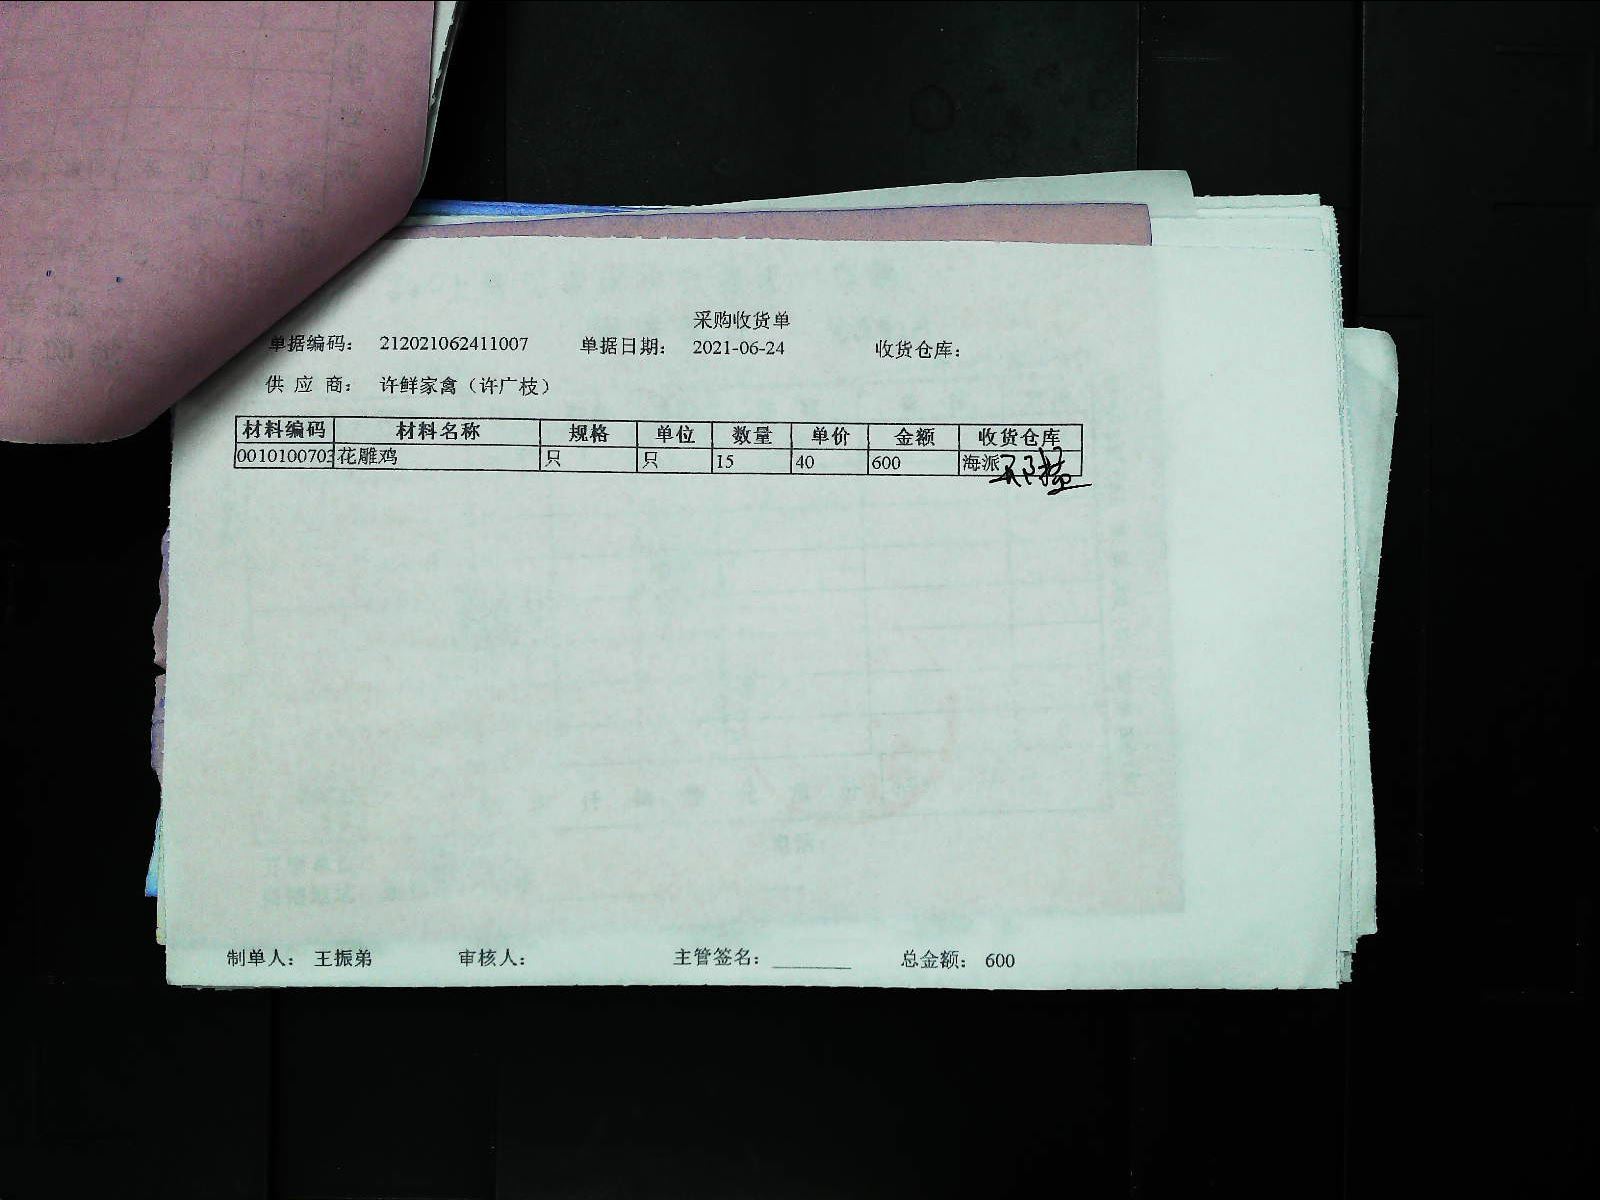 采购收货单
单据编码： 212021062411007 单据日期： 2021-06-24 收货仓库：
供 应 商： 许鲜家禽（许广枝）
材料编码 材料名称 规格 单位 数量 单价 金额 收货仓库
0010100703 花雕鸡 只 只 15 40 600 海派
制单人： 王振弟 审核人： 主管签名： ________ 总金额： 600